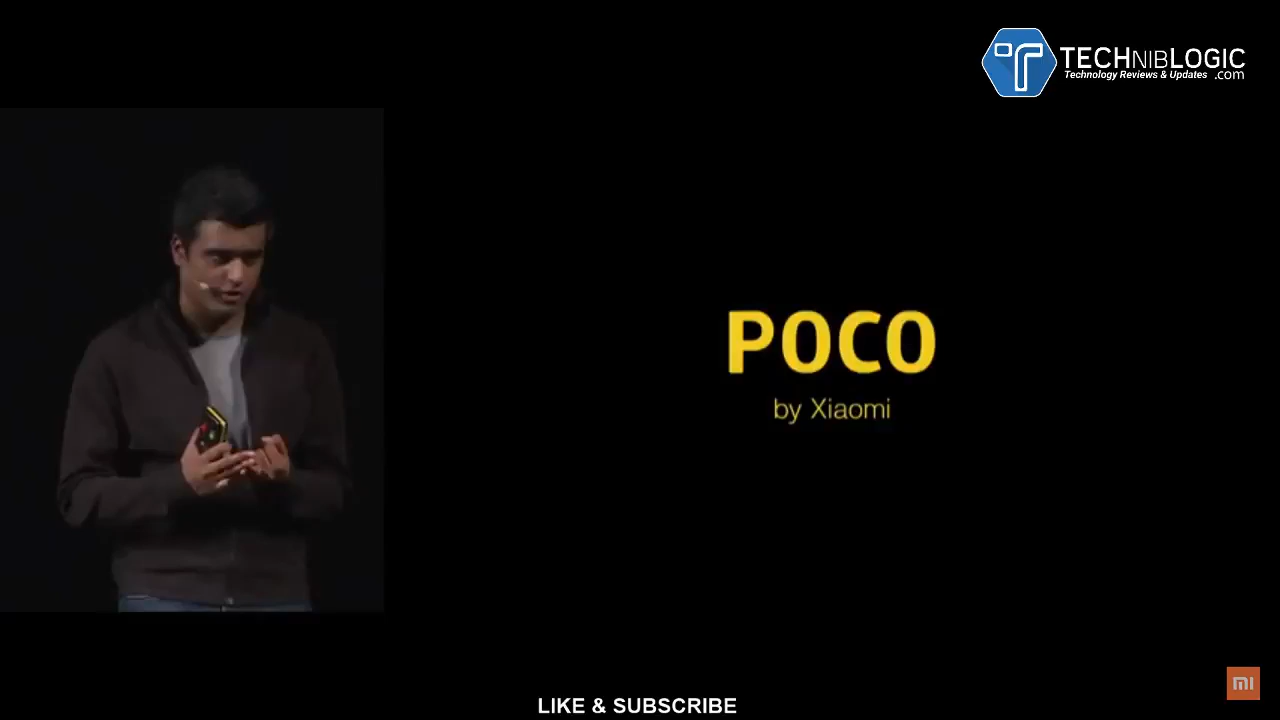 TECHNIBLOGIC
Technology Reviews & Updates .com
POCO
by Xiaomi
MI
LIKE & SUBSCRIBE